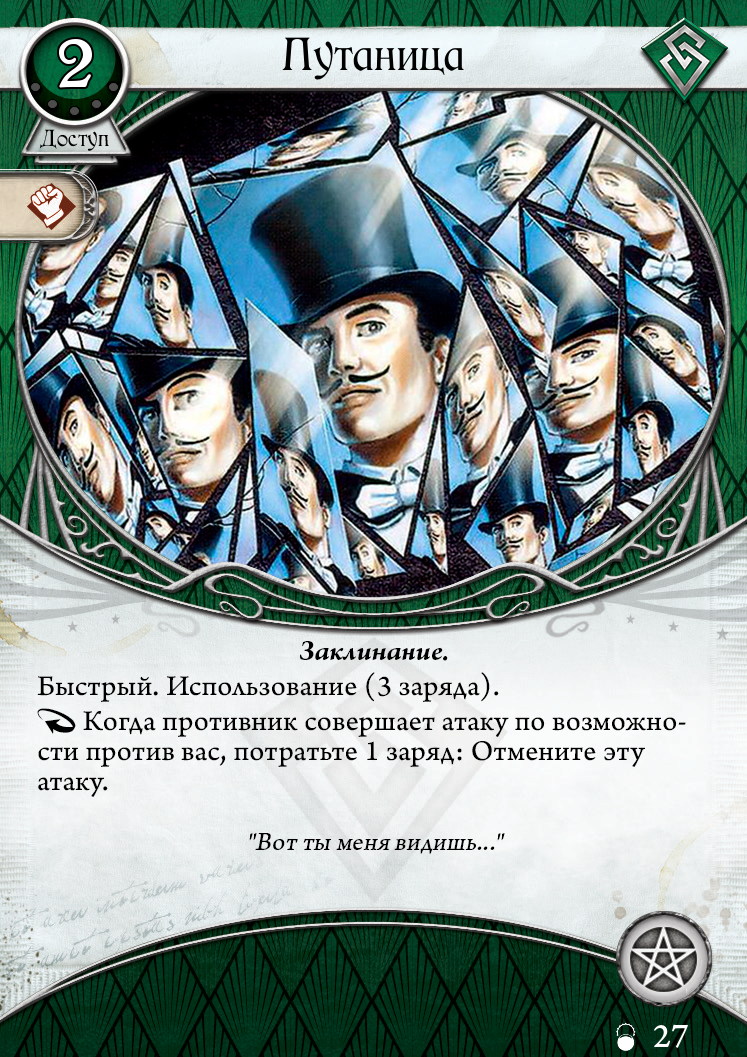 2
Путаница
Доступ
Заклинание.
Быстрый. Использование (3 заряда).
Когда противник совершает атаку по возможно-
сти против вас, потратьте 1 заряд: Отмените эту
атаку.
"Вот ты меня видишь..."
27